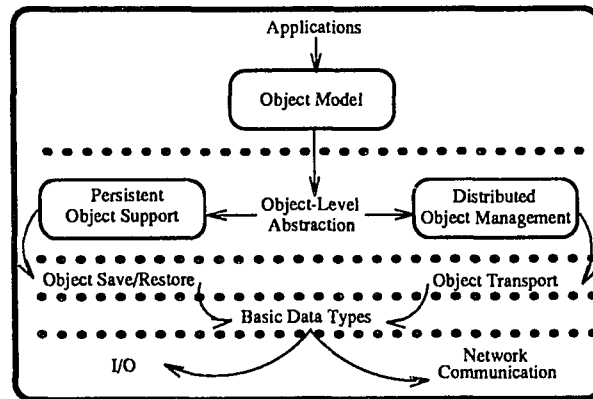 Applications
Object Model
Persistent
Object Support
Object-Level
Abstraction
Distributed
Object Management
Object Save/Restore
Object Transport
Basic Data Types
I/O
Network
Communication